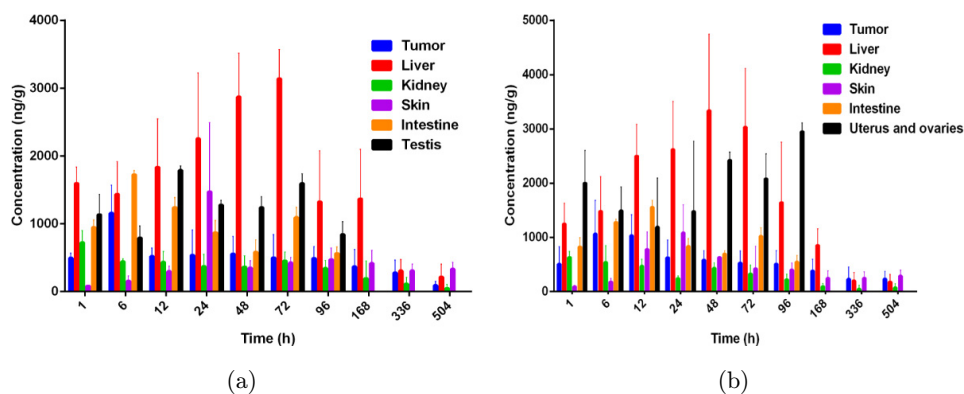 4000
3000
2000
1000
0
Concentration (ng/g)
Tumor
Liver
Kidney
Skin
Intestine
Testis
1
6
12
24
48
72
96
168
336
504
Time (h)
(a)
5000
4000
3000
2000
1000
0
Concentration (ng/g)
Tumor
Liver
Kidney
Skin
Intestine
Uterus and ovaries
1
6
12
24
48
72
96
168
336
504
Time (h)
(b)